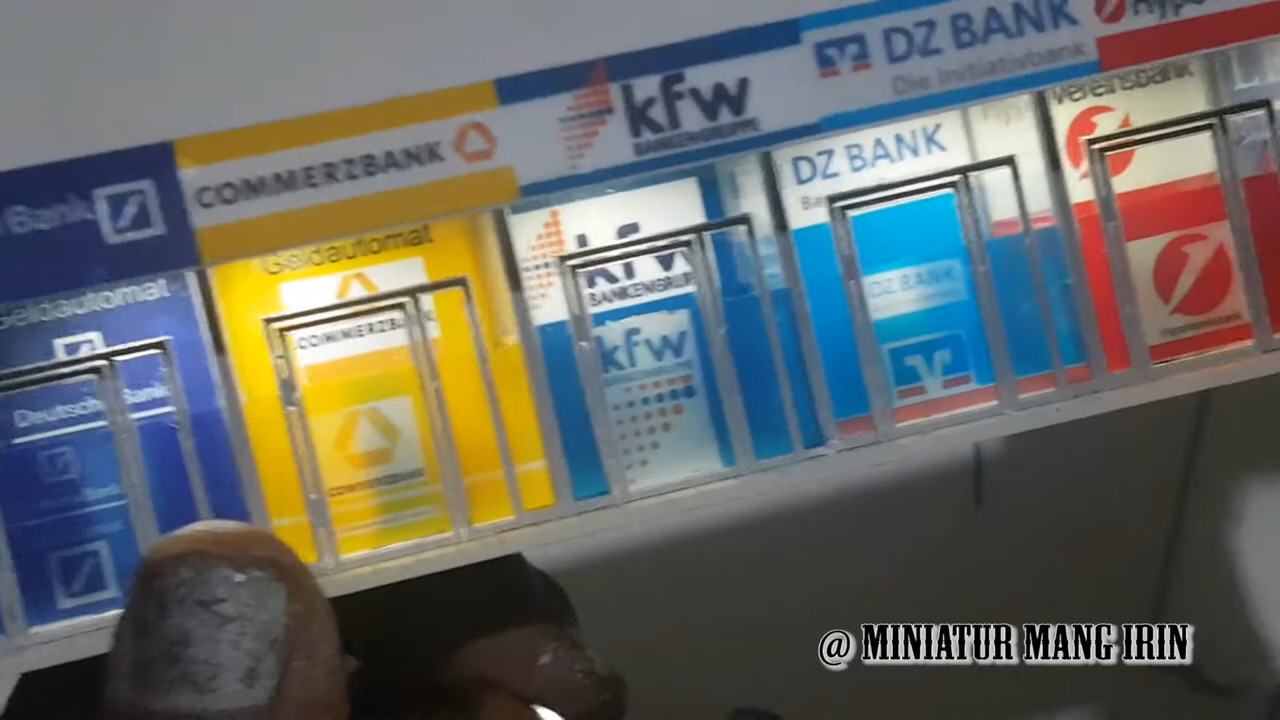 Bank
COMMERZBANK
kfw
BANKENGRUPPE
DZ BANK
Die Initiativbank
Geldautomat
Deutsche Bank
Geldautomat
COMMERZBANK
COMMERZBANK
kfw
BANKENGRUPPE
kfw
DZ BANK
DZ BANK
Vereinsbank
@ MINIATUR MANG IRIN